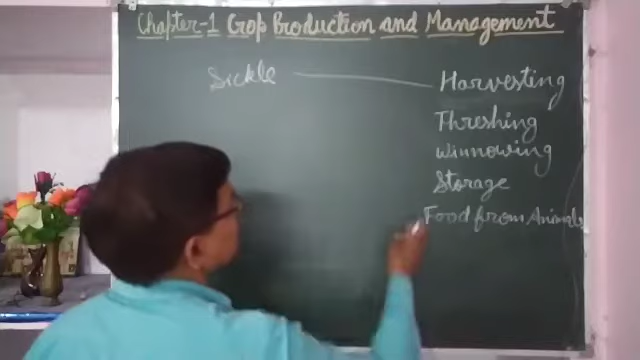 Chapter-1 Crop Production and Management
Sickle Harvesting
Threshing
Winnowing
Storage
Food from Animals